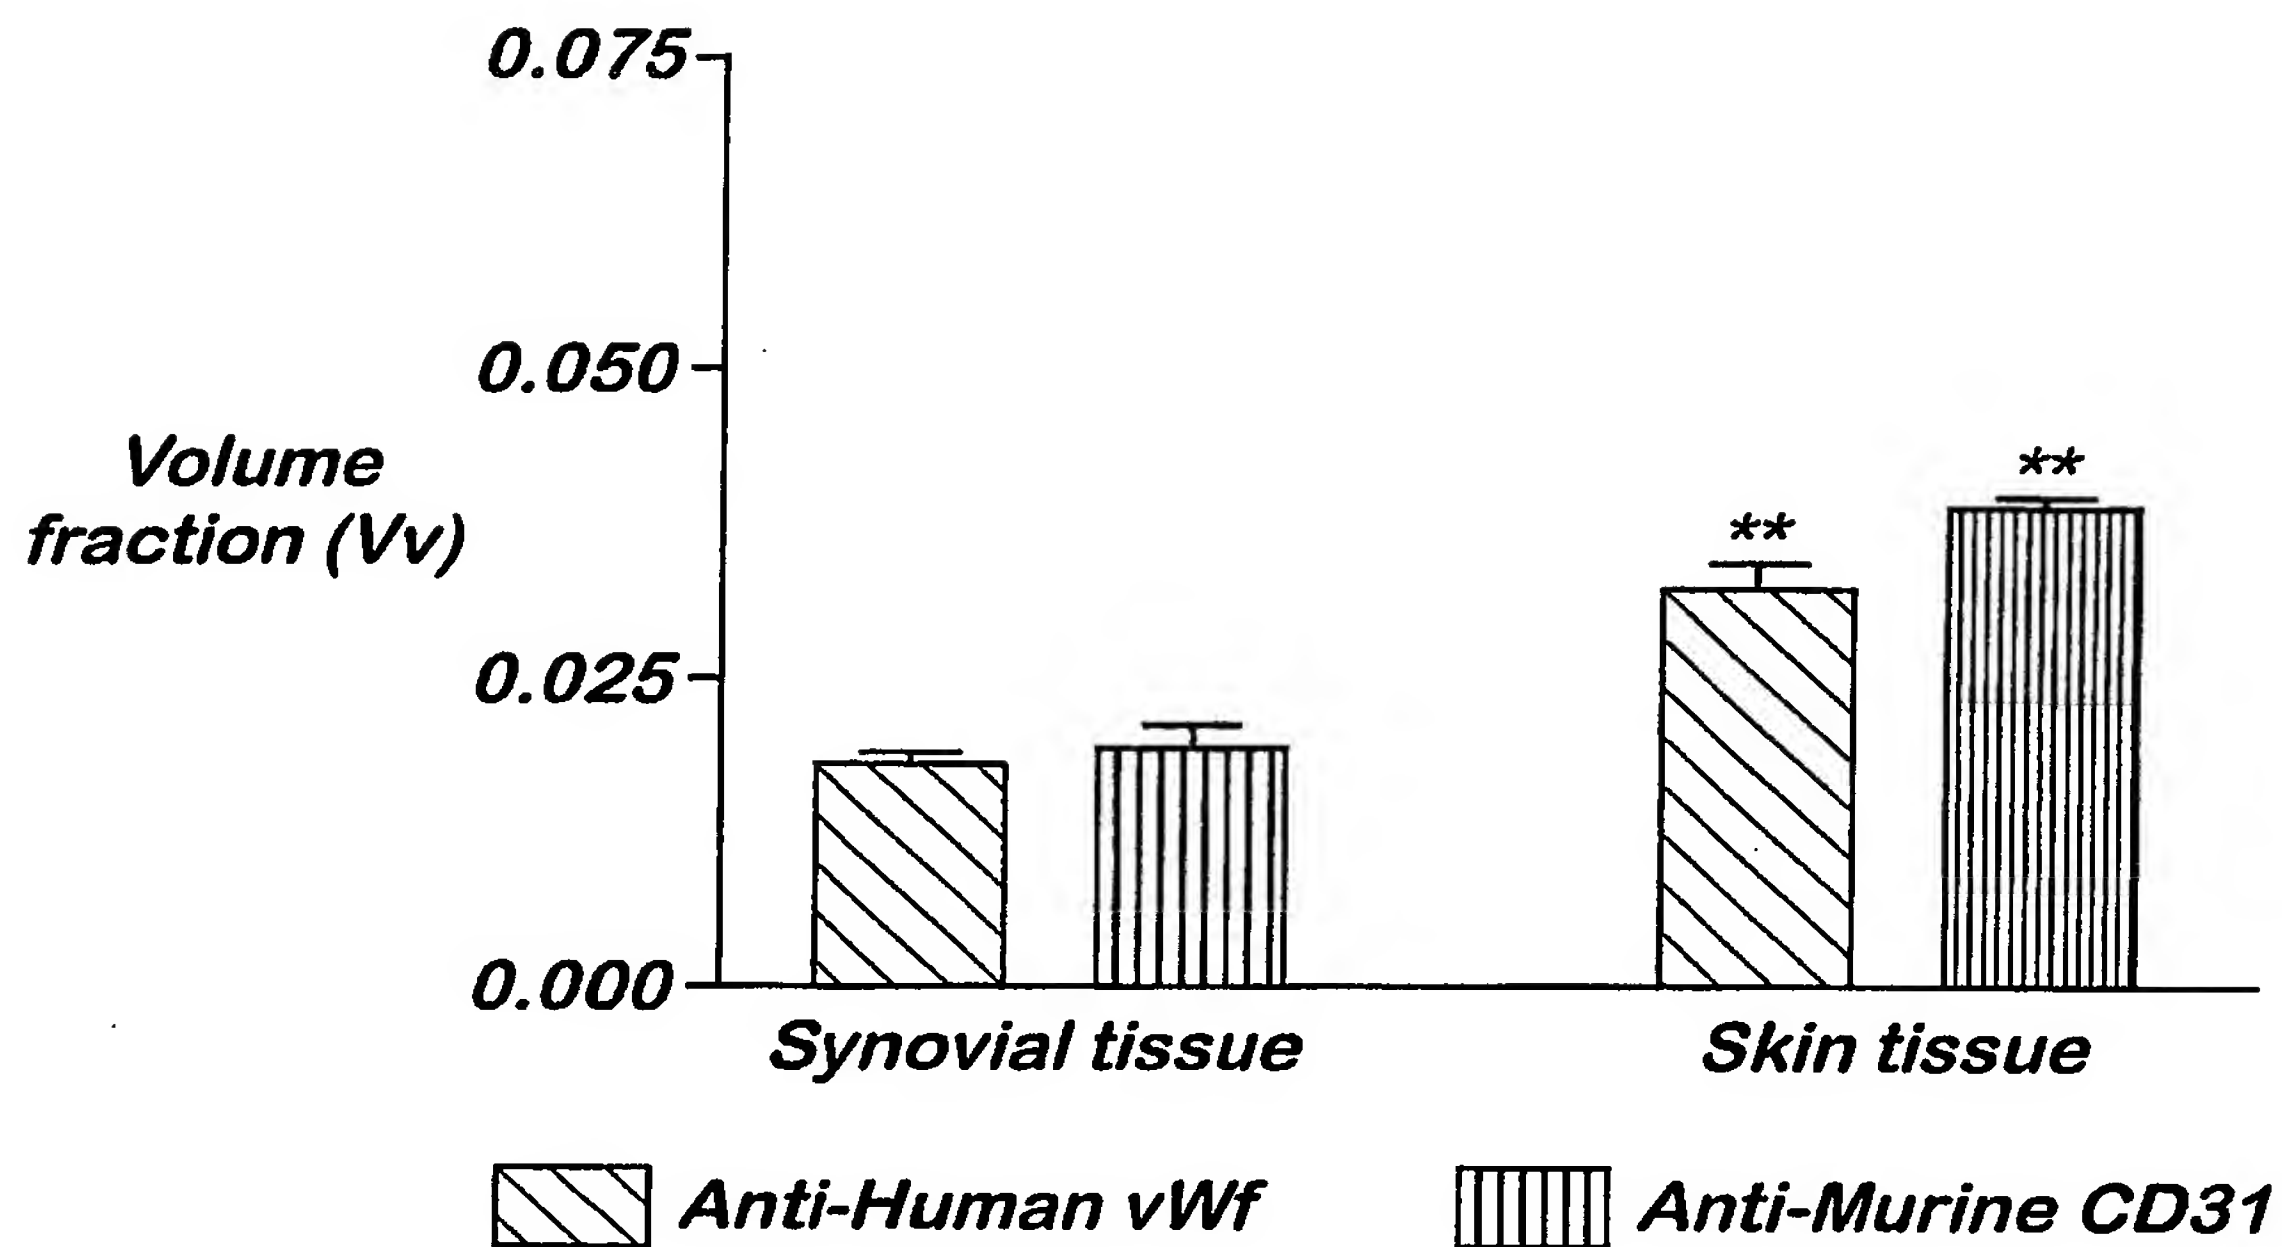 0.075
0.050
Volume
fraction (Vv)
0.025
**
**
0.000
Synovial tissue Skin tissue
Anti-Human vWf Anti-Murine CD31